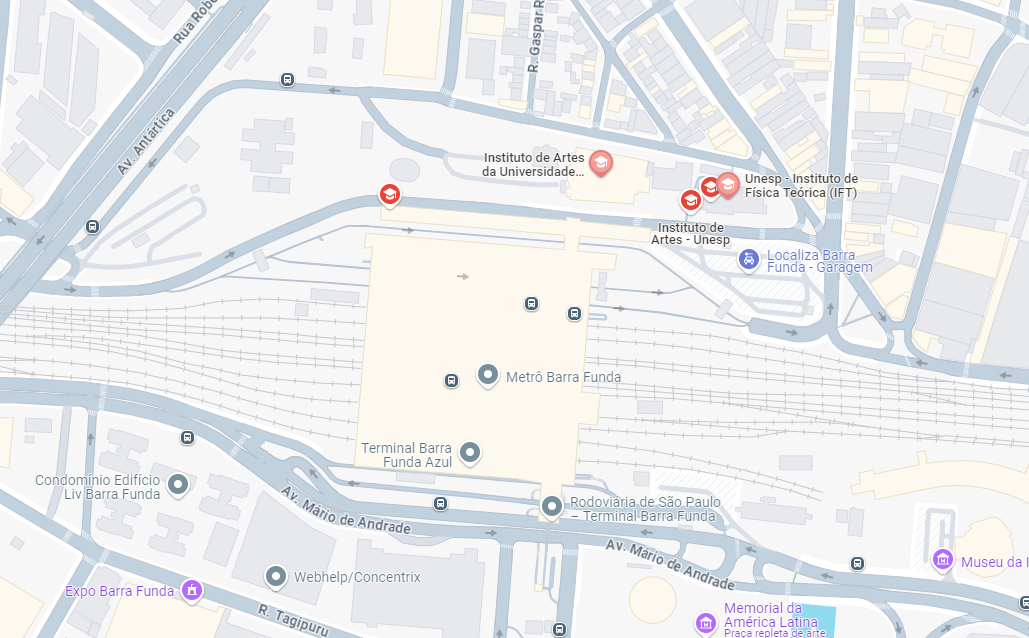 Rua Robe
R. Gaspar R
Av. Antártica
Instituto de Artes
da Universidade...
Unesp - Instituto de
Física Teórica (IFT)
Instituto de
Artes - Unesp
Localiza Barra
Funda - Garagem
Metrô Barra Funda
Terminal Barra
Funda Azul
Condomínio Edifício
Liv Barra Funda
Rodoviária de São Paulo
– Terminal Barra Funda
Av. Mário de Andrade
Av. Mário de Andrade
Museu da I
Webhelp/Concentrix
Expo Barra Funda
R. Tagipuru
Memorial da
América Latina
Praça repleta de arte